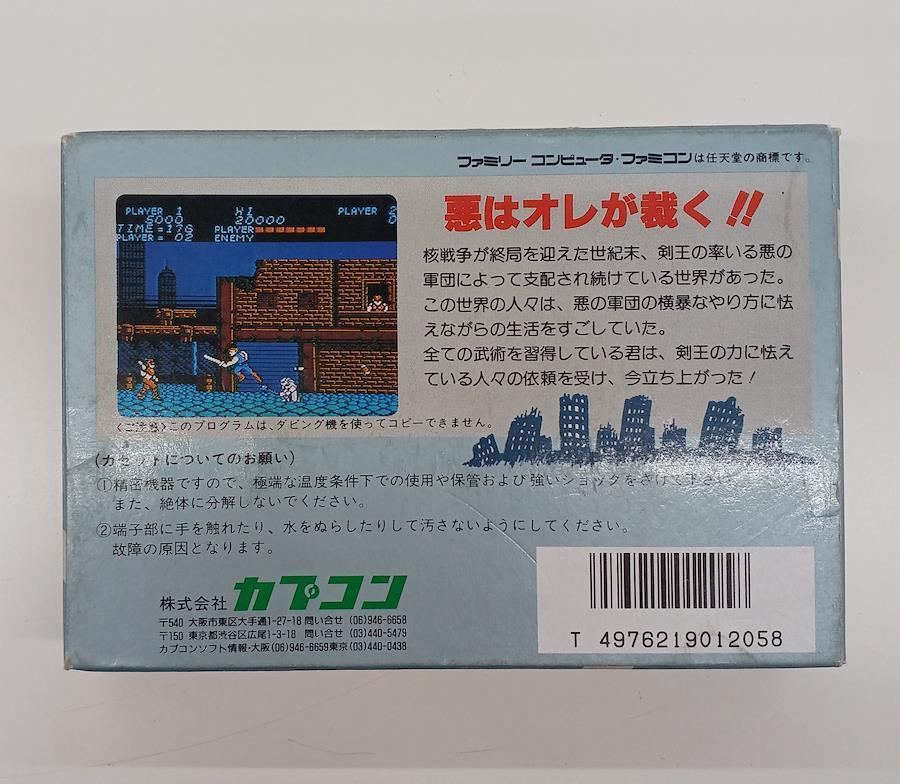 ファミリー コンピュータ・ファミコンは任天堂の商標です。
PLAYER 1 HI PLAYER 2
5000 20000 0
TIME=176 PLAYER
PLAYER= 02 ENEMY
悪はオレが裁く!!
核戦争が終局を迎えた世紀末、剣王の率いる悪の
軍団によって支配され続けている世界があった。
この世界の人々は、悪の軍団の横暴なやり方に怯
えながらの生活をすごしていた。
全ての武術を習得している君は、剣王の力に怯え
ている人々の依頼を受け、今立ち上がった!
〈ご注意〉このプログラムは、ダビング機を使ってコピーできません。
(カセットについてのお願い)
①精密機器ですので、極端な温度条件下での使用や保管および強いショックをさけて下さい。
また、絶対に分解しないでください。
②端子部に手を触れたり、水をぬらしたりして汚さないようにしてください。
故障の原因となります。
株式会社 カプコン
〒540 大阪市東区大手通1-27-18 問い合せ (06)946-6658
〒150 東京都渋谷区広尾1-3-18 問い合せ (03)440-5479
カプコンソフト情報・大阪(06)946-6659東京(03)440-0438
T 4976219012058